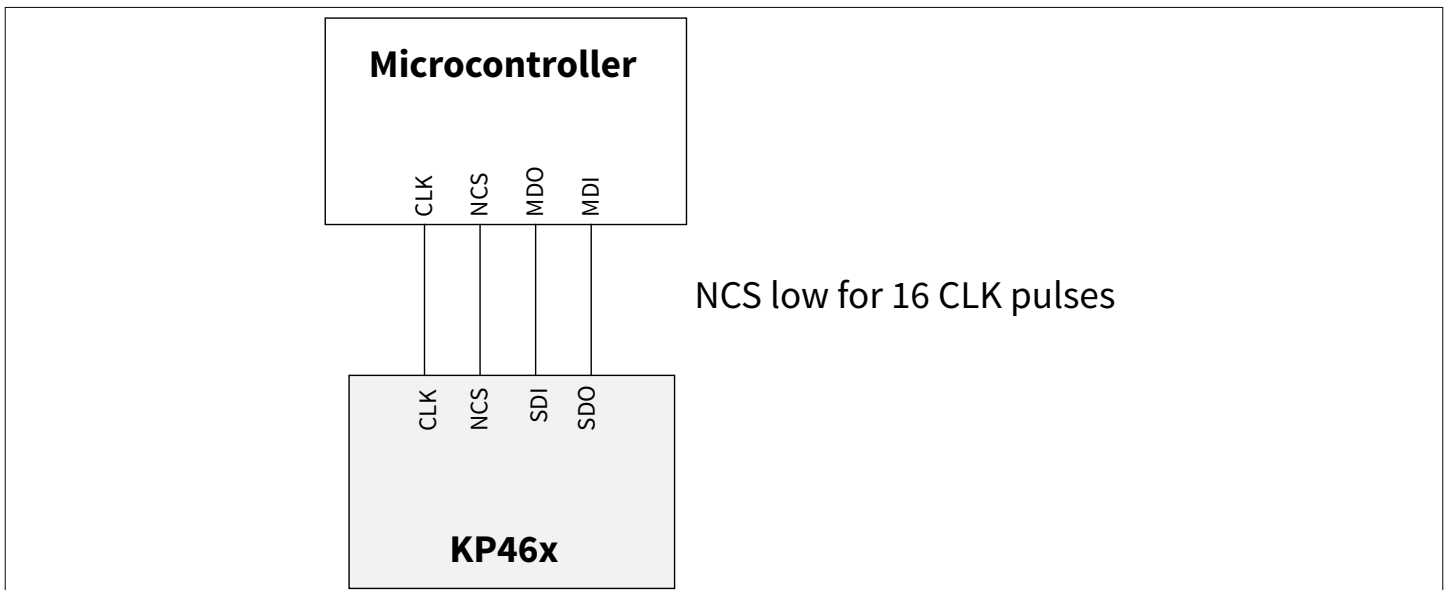 Microcontroller
CLK NCS MDO MDI
NCS low for 16 CLK pulses
CLK NCS SDI SDO
KP46x